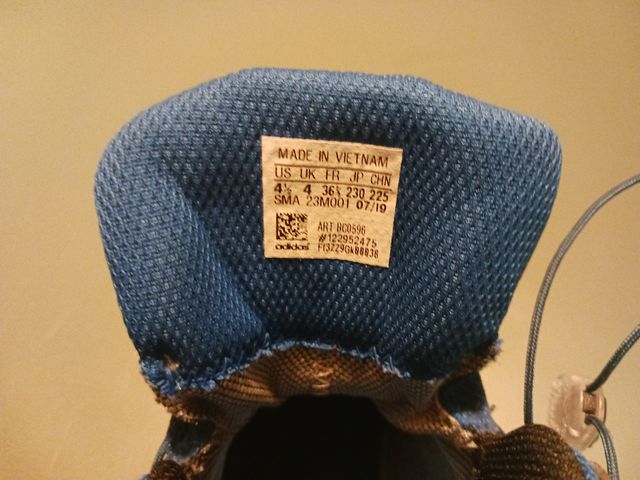 MADE IN VIETNAM
US UK FR JP CHN
4½ 4 36⅔ 230 225
SMA 23M001 07/19
ART BC0596
#122952475
adidas